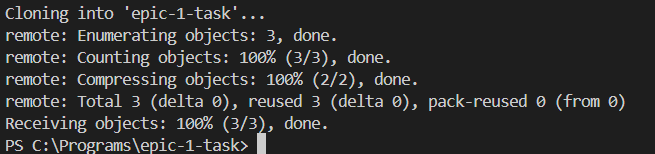 Cloning into 'epic-1-task'...
remote: Enumerating objects: 3, done.
remote: Counting objects: 100% (3/3), done.
remote: Compressing objects: 100% (2/2), done.
remote: Total 3 (delta 0), reused 3 (delta 0), pack-reused 0 (from 0)
Receiving objects: 100% (3/3), done.
PS C:\Programs\epic-1-task>